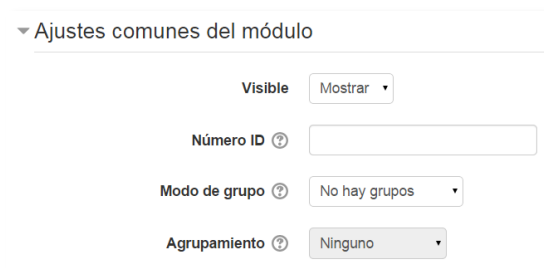 Ajustes comunes del módulo
Visible Mostrar
Número ID
Modo de grupo No hay grupos
Agrupamiento Ninguno